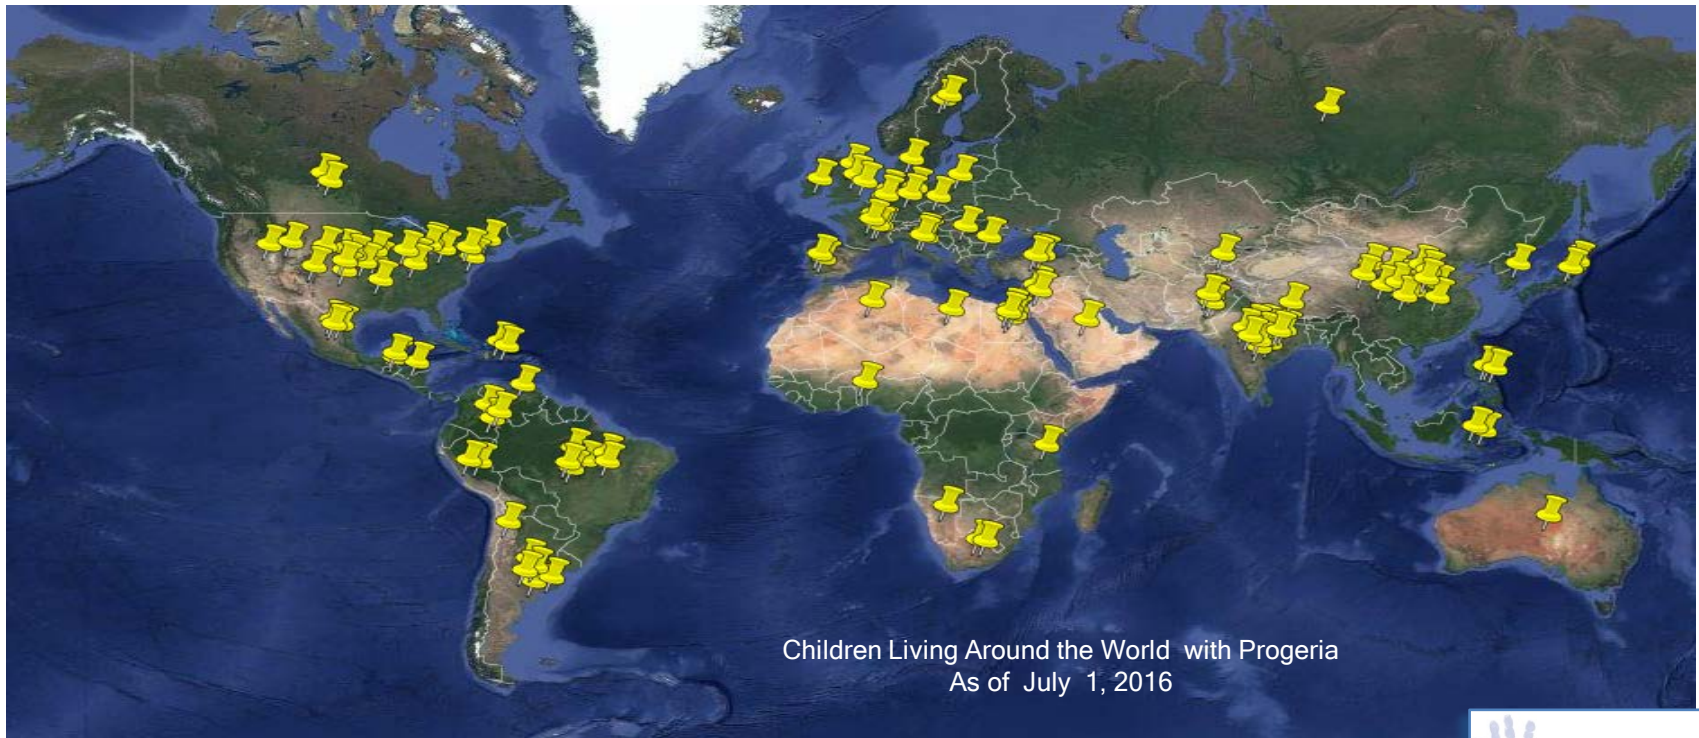 Children Living Around the World with Progeria
As of July 1, 2016